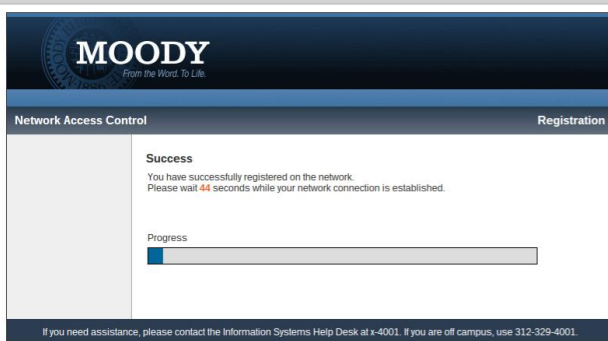 MOODY
From the Word. To Life.
Network Access Control
Registration
Success
You have successfully registered on the network.
Please wait 44 seconds while your network connection is established.
Progress
If you need assistance, please contact the Information Systems Help Desk at x-4001. If you are off campus, use 312-329-4001.